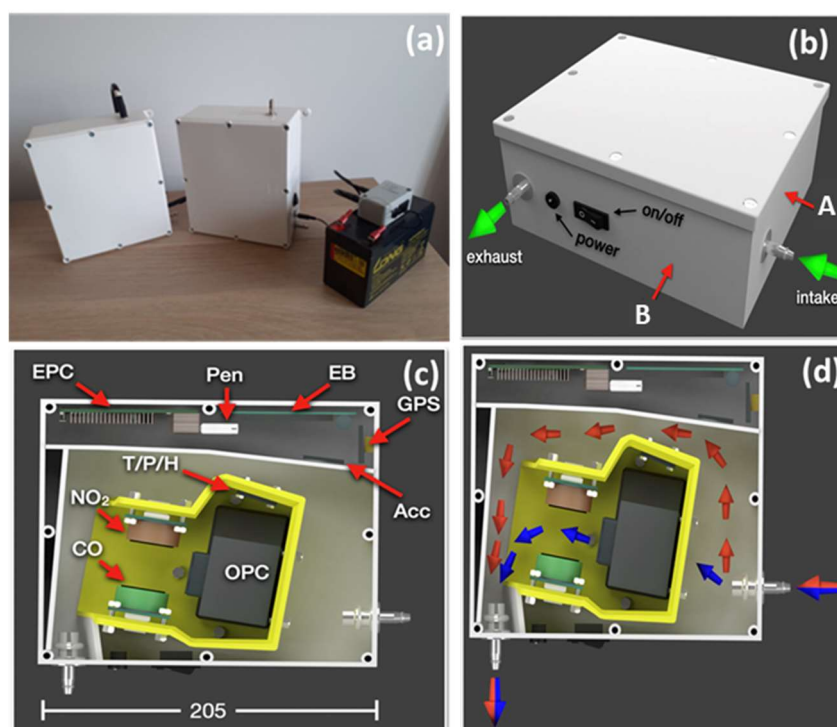 (a)
(b)
on/off
power
exhaust
A
B
intake
(c)
EPC
Pen
EB
GPS
T/P/H
NO₂
Acc
CO
OPC
205
(d)